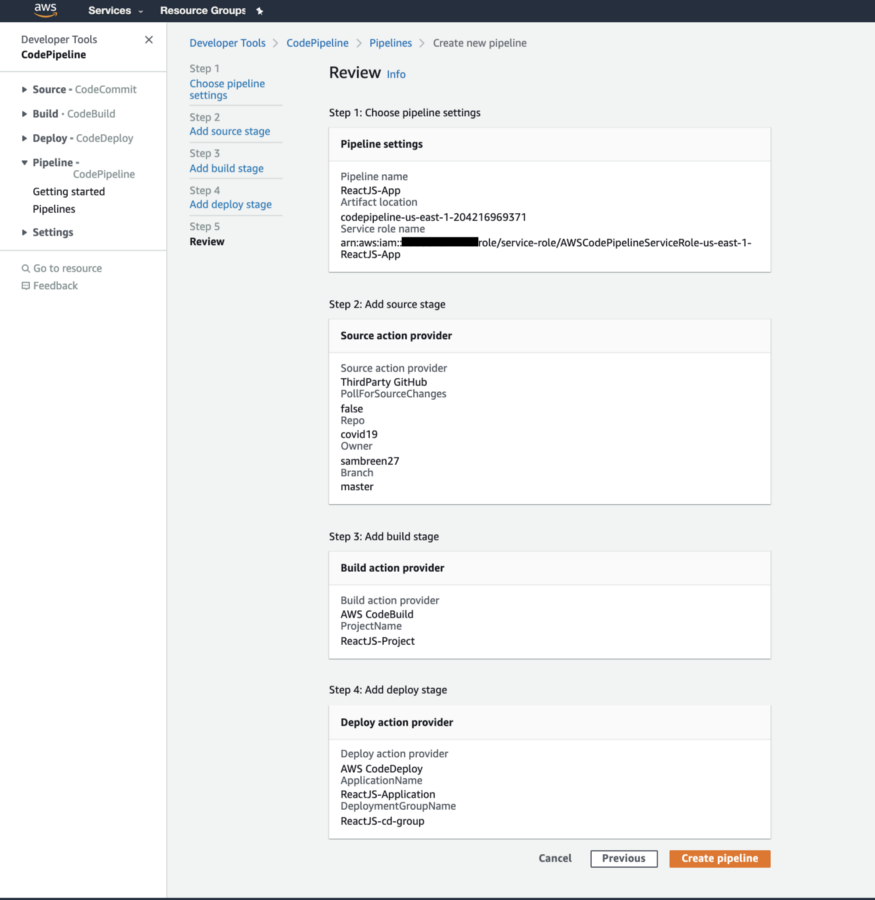 aws
Services
Resource Groups
Developer Tools
CodePipeline
Source - CodeCommit
Build - CodeBuild
Deploy - CodeDeploy
Pipeline -
CodePipeline
Getting started
Pipelines
Settings
Go to resource
Feedback
Developer Tools > CodePipeline > Pipelines > Create new pipeline
Step 1
Choose pipeline
settings
Step 2
Add source stage
Step 3
Add build stage
Step 4
Add deploy stage
Step 5
Review
Review Info
Step 1: Choose pipeline settings
Pipeline settings
Pipeline name
ReactJS-App
Artifact location
codepipeline-us-east-1-204216969371
Service role name
arn:aws:iam::role/service-role/AWSCodePipelineServiceRole-us-east-1-
ReactJS-App
Step 2: Add source stage
Source action provider
Source action provider
ThirdParty GitHub
PollForSourceChanges
false
Repo
covid19
Owner
sambreen27
Branch
master
Step 3: Add build stage
Build action provider
Build action provider
AWS CodeBuild
ProjectName
ReactJS-Project
Step 4: Add deploy stage
Deploy action provider
Deploy action provider
AWS CodeDeploy
ApplicationName
ReactJS-Application
DeploymentGroupName
ReactJS-cd-group
Cancel
Previous
Create pipeline